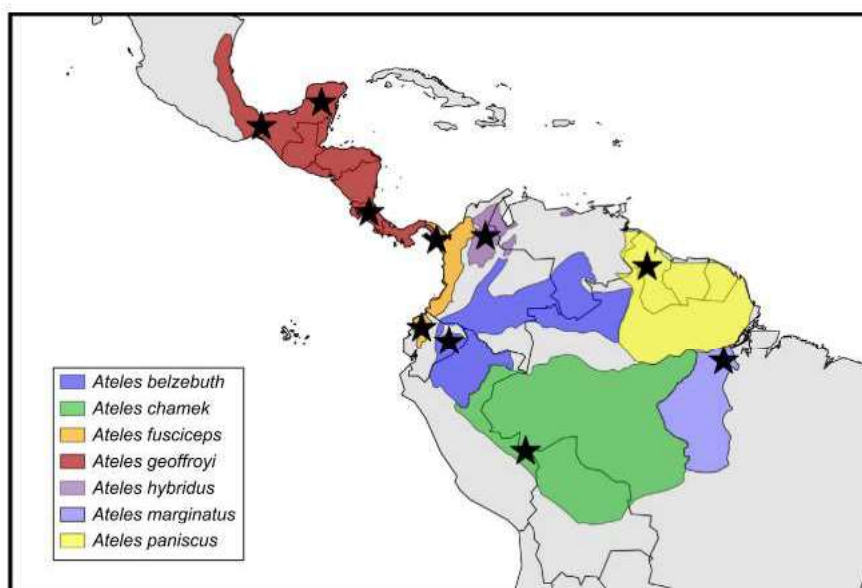 Ateles belzebuth
Ateles chamek
Ateles fusciceps
Ateles geoffroyi
Ateles hybridus
Ateles marginatus
Ateles paniscus